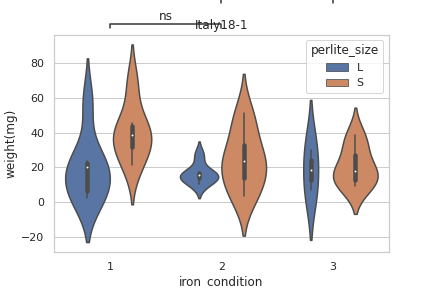 ns
Italy18-1
perlite_size
L
S
weight(mg)
80
60
40
20
0
−20
1 2 3
iron_condition